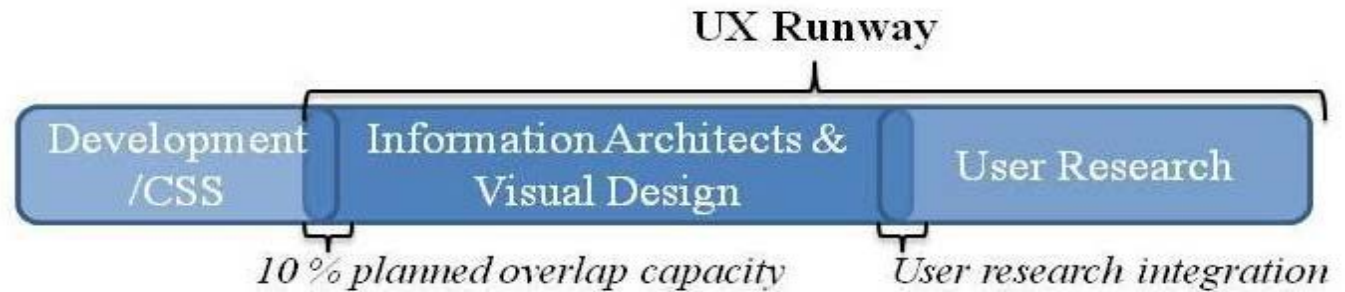 UX Runway
Development
/CSS
Information Architects &
Visual Design
User Research
10 % planned overlap capacity
User research integration